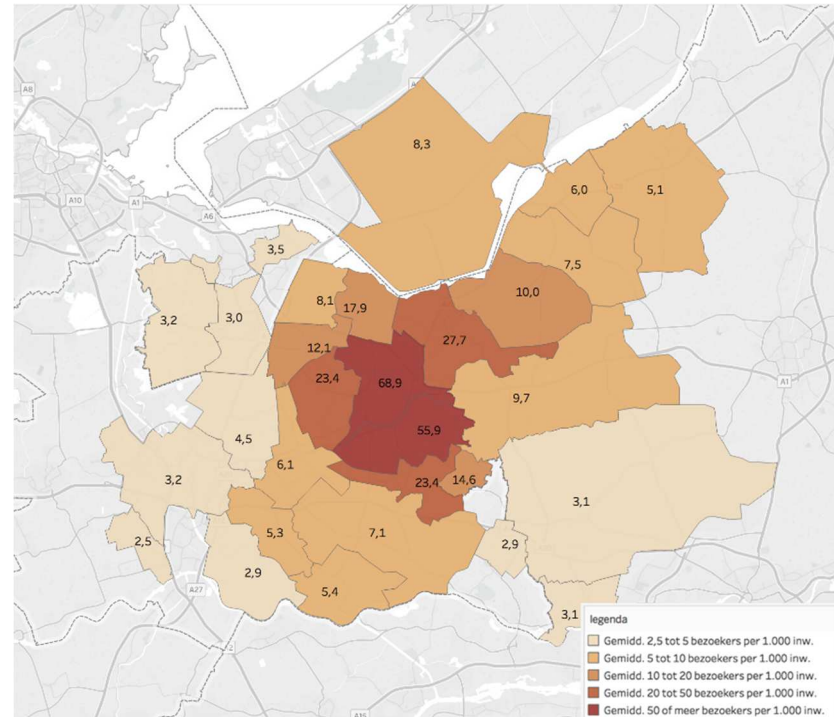 A8
8,3
A10
A1
A6
6,0
5,1
3,5
7,5
8,1
17,9
10,0
3,2
3,0
27,7
12,1
23,4
68,9
A1
9,7
55,9
4,5
6,1
3,2
23,4
14,6
3,1
5,3
7,1
2,5
2,9
2,9
5,4
A27
3,1
legenda
Gemidd. 2,5 tot 5 bezoekers per 1.000 inw.
Gemidd. 5 tot 10 bezoekers per 1.000 inw.
Gemidd. 10 tot 20 bezoekers per 1.000 inw.
Gemidd. 20 tot 50 bezoekers per 1.000 inw.
Gemidd. 50 of meer bezoekers per 1.000 inw.
A15